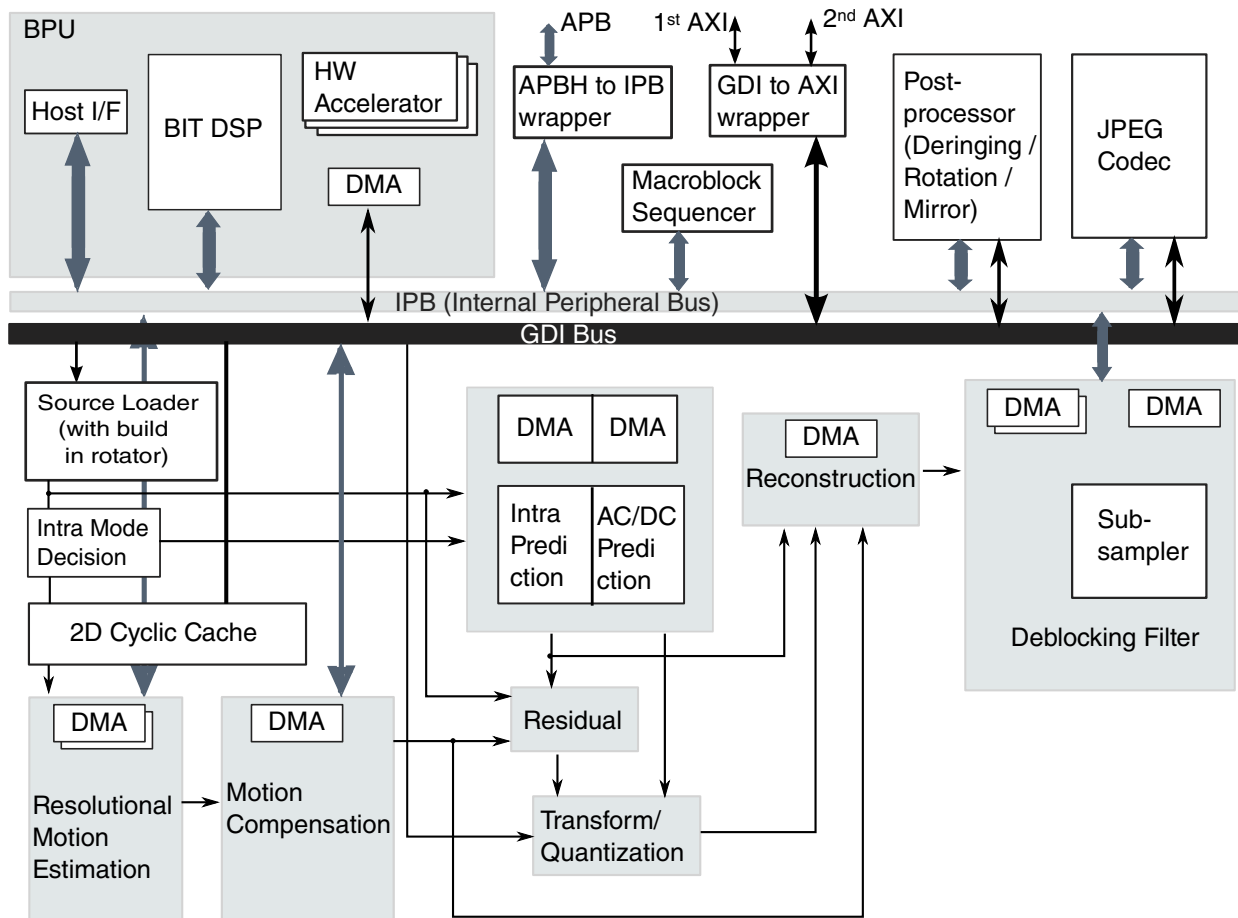 BPU
Host I/F
BIT DSP
HW
Accelerator
DMA
APB
1st AXI
2nd AXI
APBH to IPB
wrapper
GDI to AXI
wrapper
Macroblock
Sequencer
Post-
processor
(Deringing /
Rotation /
Mirror)
JPEG
Codec
IPB (Internal Peripheral Bus)
GDI Bus
Source Loader
(with build
in rotator)
Intra Mode
Decision
2D Cyclic Cache
DMA
Resolutional
Motion
Estimation
DMA
Motion
Compensation
DMA
DMA
Intra
Predi
ction
AC/DC
Predi
ction
Residual
Transform/
Quantization
DMA
Reconstruction
DMA
DMA
Sub-
sampler
Deblocking Filter